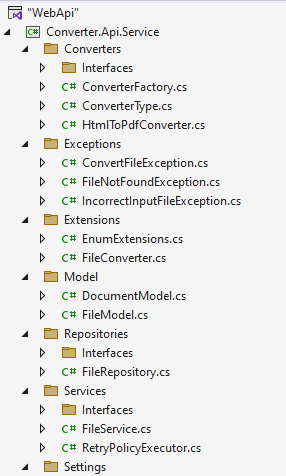 "WebApi"
C# Converter.Api.Service
Converters
Interfaces
C# ConverterFactory.cs
C# ConverterType.cs
C# HtmlToPdfConverter.cs
Exceptions
C# ConvertFileException.cs
C# FileNotFoundException.cs
C# IncorrectInputFileException.cs
Extensions
C# EnumExtensions.cs
C# FileConverter.cs
Model
C# DocumentModel.cs
C# FileModel.cs
Repositories
Interfaces
C# FileRepository.cs
Services
Interfaces
C# FileService.cs
C# RetryPolicyExecutor.cs
Settings